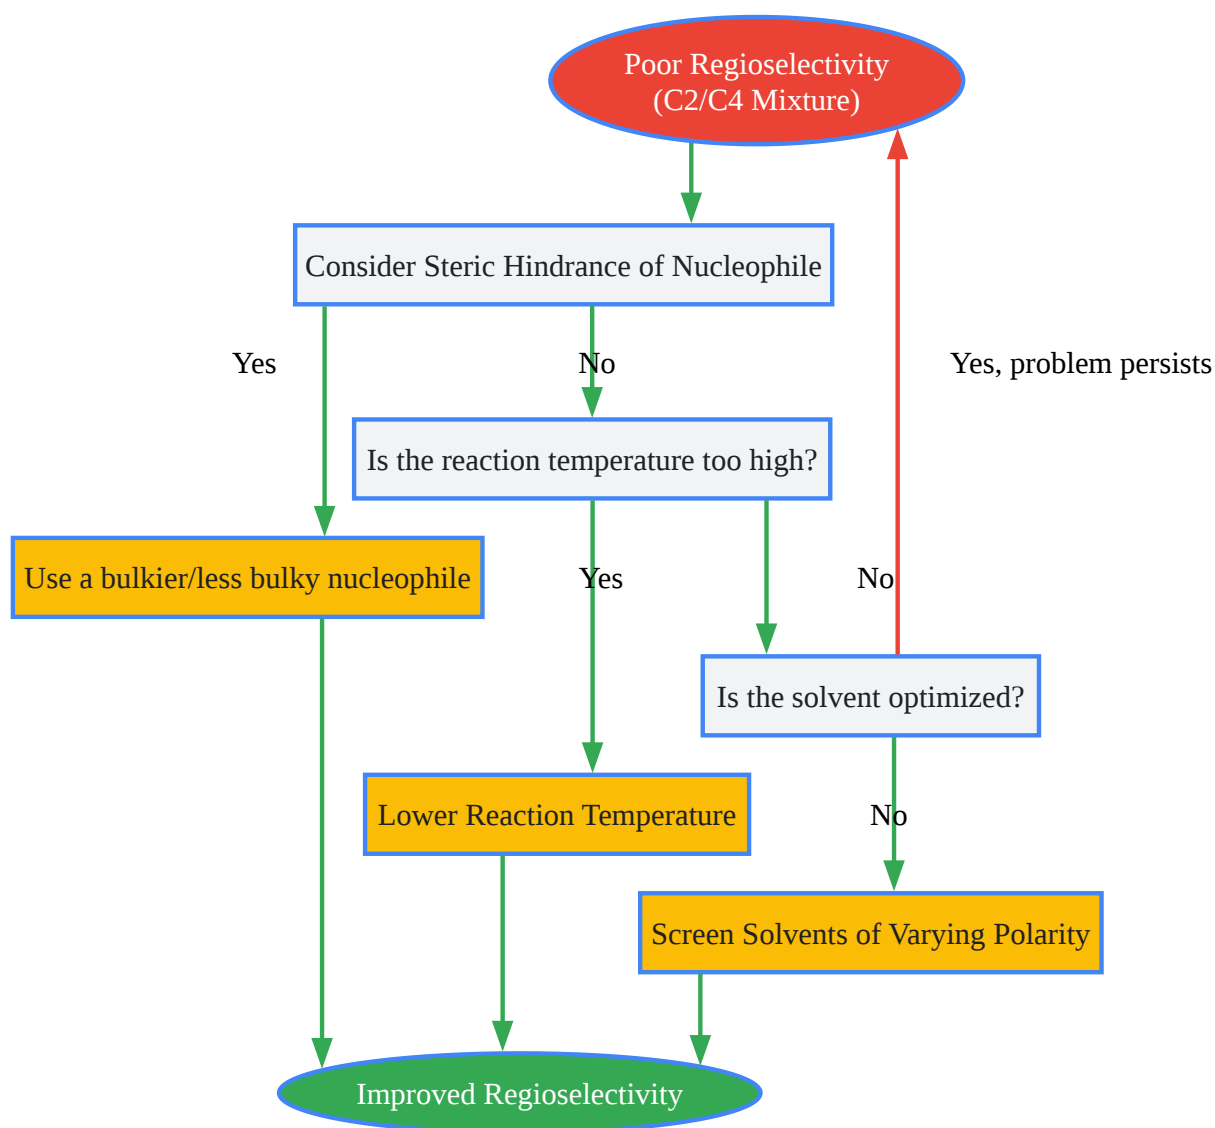 Poor Regioselectivity
(C2/C4 Mixture)
Consider Steric Hindrance of Nucleophile
Yes
No
Yes, problem persists
Is the reaction temperature too high?
Use a bulkier/less bulky nucleophile
Yes
No
Is the solvent optimized?
Lower Reaction Temperature
No
Screen Solvents of Varying Polarity
Improved Regioselectivity